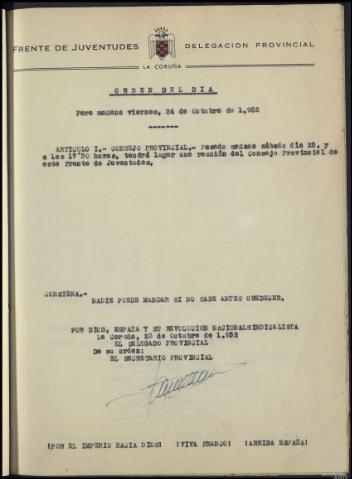 FRENTE DE JUVENTUDES DELEGACION PROVINCIAL
LA CORUÑA
ORDEN DEL DIA
Para mañana viernes, 24 de Octubre de 1.952
ARTICULO I.- CONSEJO PROVINCIAL.- Pasado mañana sábado dia 25, y
a las 17'30 horas, tendrá lugar una reunión del Consejo Provincial de
este Frente de Juventudes.
CONSIGNA.-
NADIE PUEDE MANDAR SI NO SABE ANTES OBEDECER.
POR DIOS, ESPAÑA Y SU REVOLUCION NACIONALSINDICALISTA
La Coruña, 23 de Octubre de 1.952
EL DELEGADO PROVINCIAL
De su orden:
EL SECRETARIO PROVINCIAL
¡POR EL IMPERIO HACIA DIOS! ¡VIVA FRANCO! ¡ARRIBA ESPAÑA!